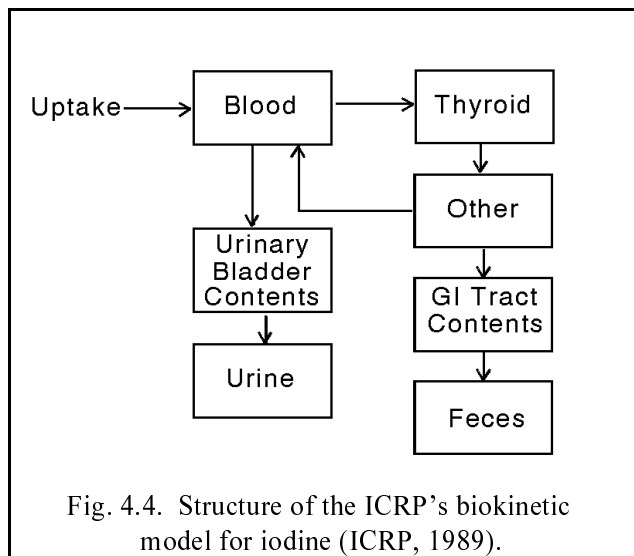 Uptake
Blood
Thyroid
Other
Urinary
Bladder
Contents
GI Tract
Contents
Urine
Feces
Fig. 4.4. Structure of the ICRP's biokinetic
model for iodine (ICRP, 1989).